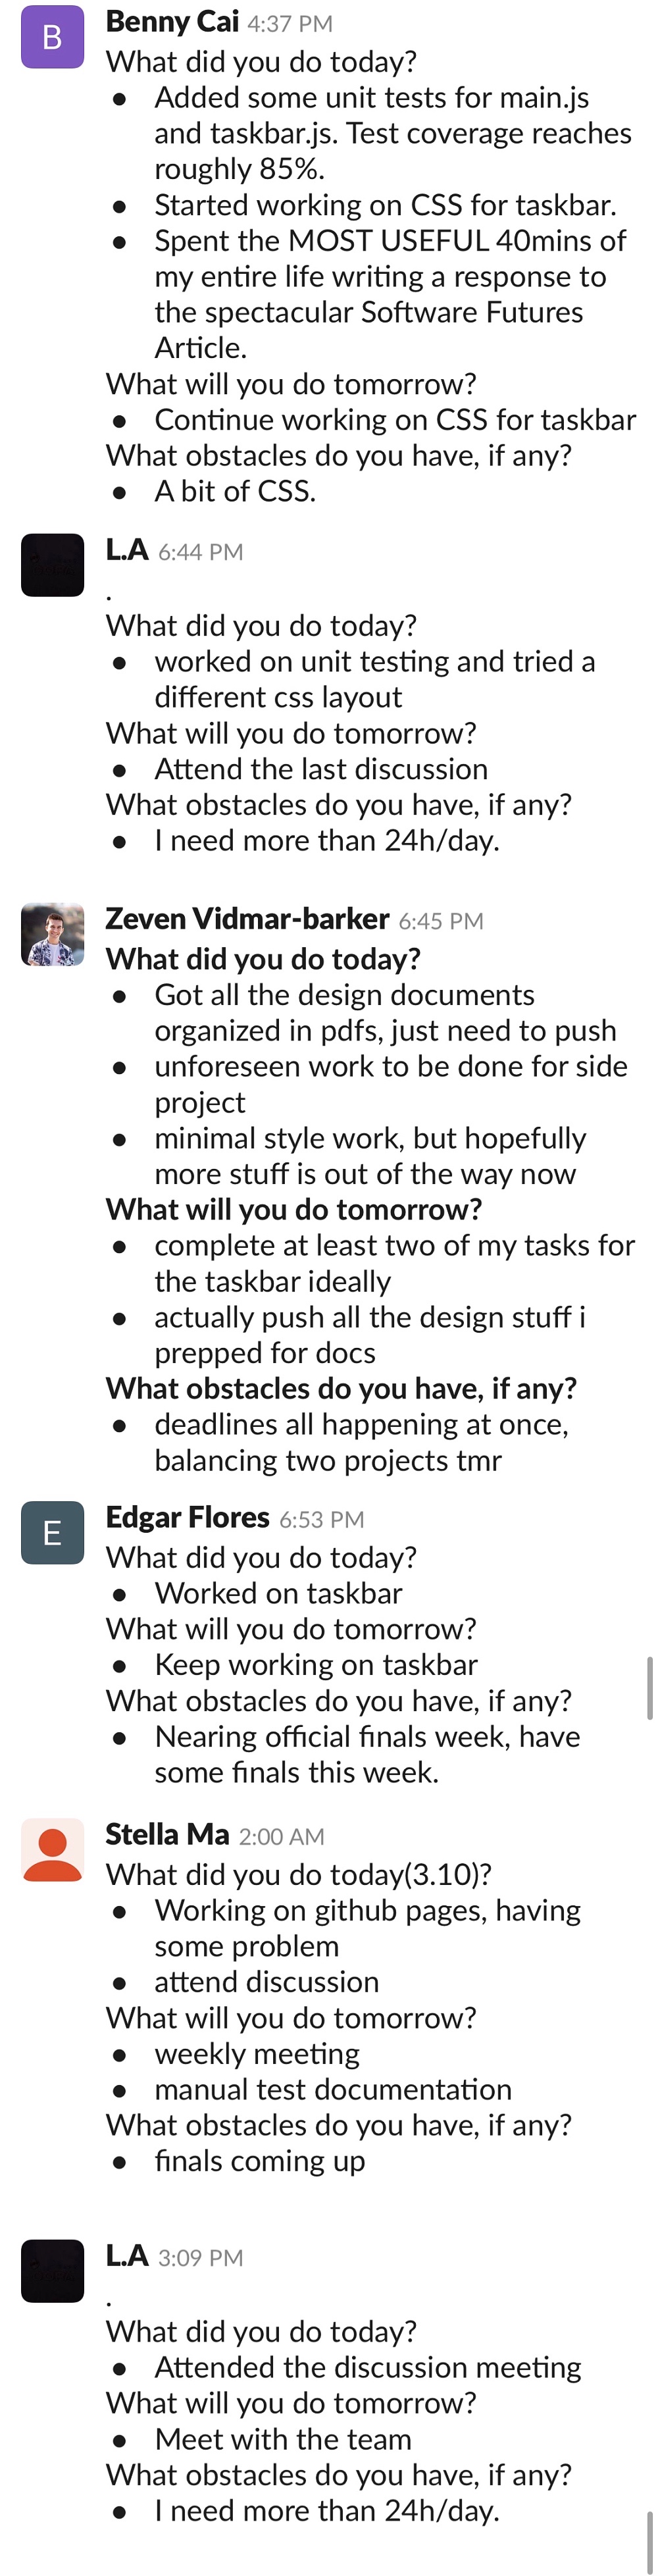 B
Benny Cai 4:37 PM
What did you do today?
● Added some unit tests for main.js
and taskbar.js. Test coverage reaches
roughly 85%.
● Started working on CSS for taskbar.
● Spent the MOST USEFUL 40mins of
my entire life writing a response to
the spectacular Software Futures
Article.
What will you do tomorrow?
● Continue working on CSS for taskbar
What obstacles do you have, if any?
● A bit of CSS.
L.A 6:44 PM
.
What did you do today?
● worked on unit testing and tried a
different css layout
What will you do tomorrow?
● Attend the last discussion
What obstacles do you have, if any?
● I need more than 24h/day.
Zeven Vidmar-barker 6:45 PM
What did you do today?
● Got all the design documents
organized in pdfs, just need to push
● unforeseen work to be done for side
project
● minimal style work, but hopefully
more stuff is out of the way now
What will you do tomorrow?
● complete at least two of my tasks for
the taskbar ideally
● actually push all the design stuff i
prepped for docs
What obstacles do you have, if any?
● deadlines all happening at once,
balancing two projects tmr
E
Edgar Flores 6:53 PM
What did you do today?
● Worked on taskbar
What will you do tomorrow?
● Keep working on taskbar
What obstacles do you have, if any?
● Nearing official finals week, have
some finals this week.
Stella Ma 2:00 AM
What did you do today(3.10)?
● Working on github pages, having
some problem
● attend discussion
What will you do tomorrow?
● weekly meeting
● manual test documentation
What obstacles do you have, if any?
● finals coming up
L.A 3:09 PM
.
What did you do today?
● Attended the discussion meeting
What will you do tomorrow?
● Meet with the team
What obstacles do you have, if any?
● I need more than 24h/day.